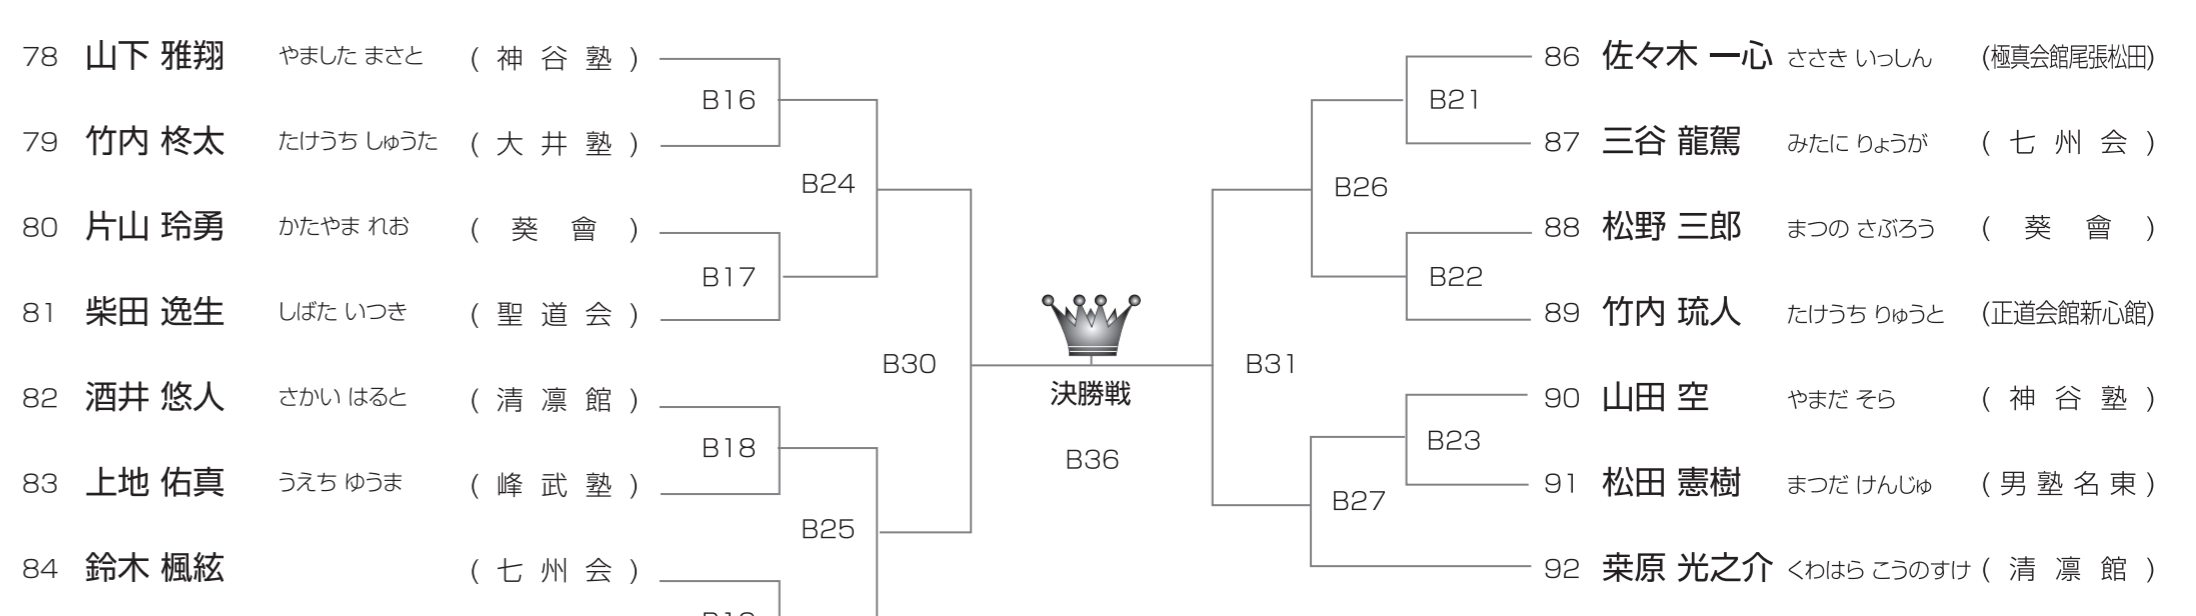 78 山下 雅翔 やました まさと (神谷塾)
79 竹内 柊太 たけうち しゅうた (大井塾)
80 片山 玲勇 かたやま れお (葵會)
81 柴田 逸生 しばた いつき (聖道会)
82 酒井 悠人 さかい はると (清凛館)
83 上地 佑真 うえち ゆうま (峰武塾)
84 鈴木 楓絃 (七州会)
B16
B17
B18
B24
B25
B30
決勝戦
B36
B31
B26
B27
B21
B22
B23
86 佐々木 一心 ささき いっしん (極真会館尾張松田)
87 三谷 龍駕 みたに りょうが (七州会)
88 松野 三郎 まつの さぶろう (葵會)
89 竹内 琉人 たけうち りゅうと (正道会館新心館)
90 山田 空 やまだ そら (神谷塾)
91 松田 憲樹 まつだ けんじゅ (男塾名東)
92 桒原 光之介 くわはら こうのすけ (清凛館)